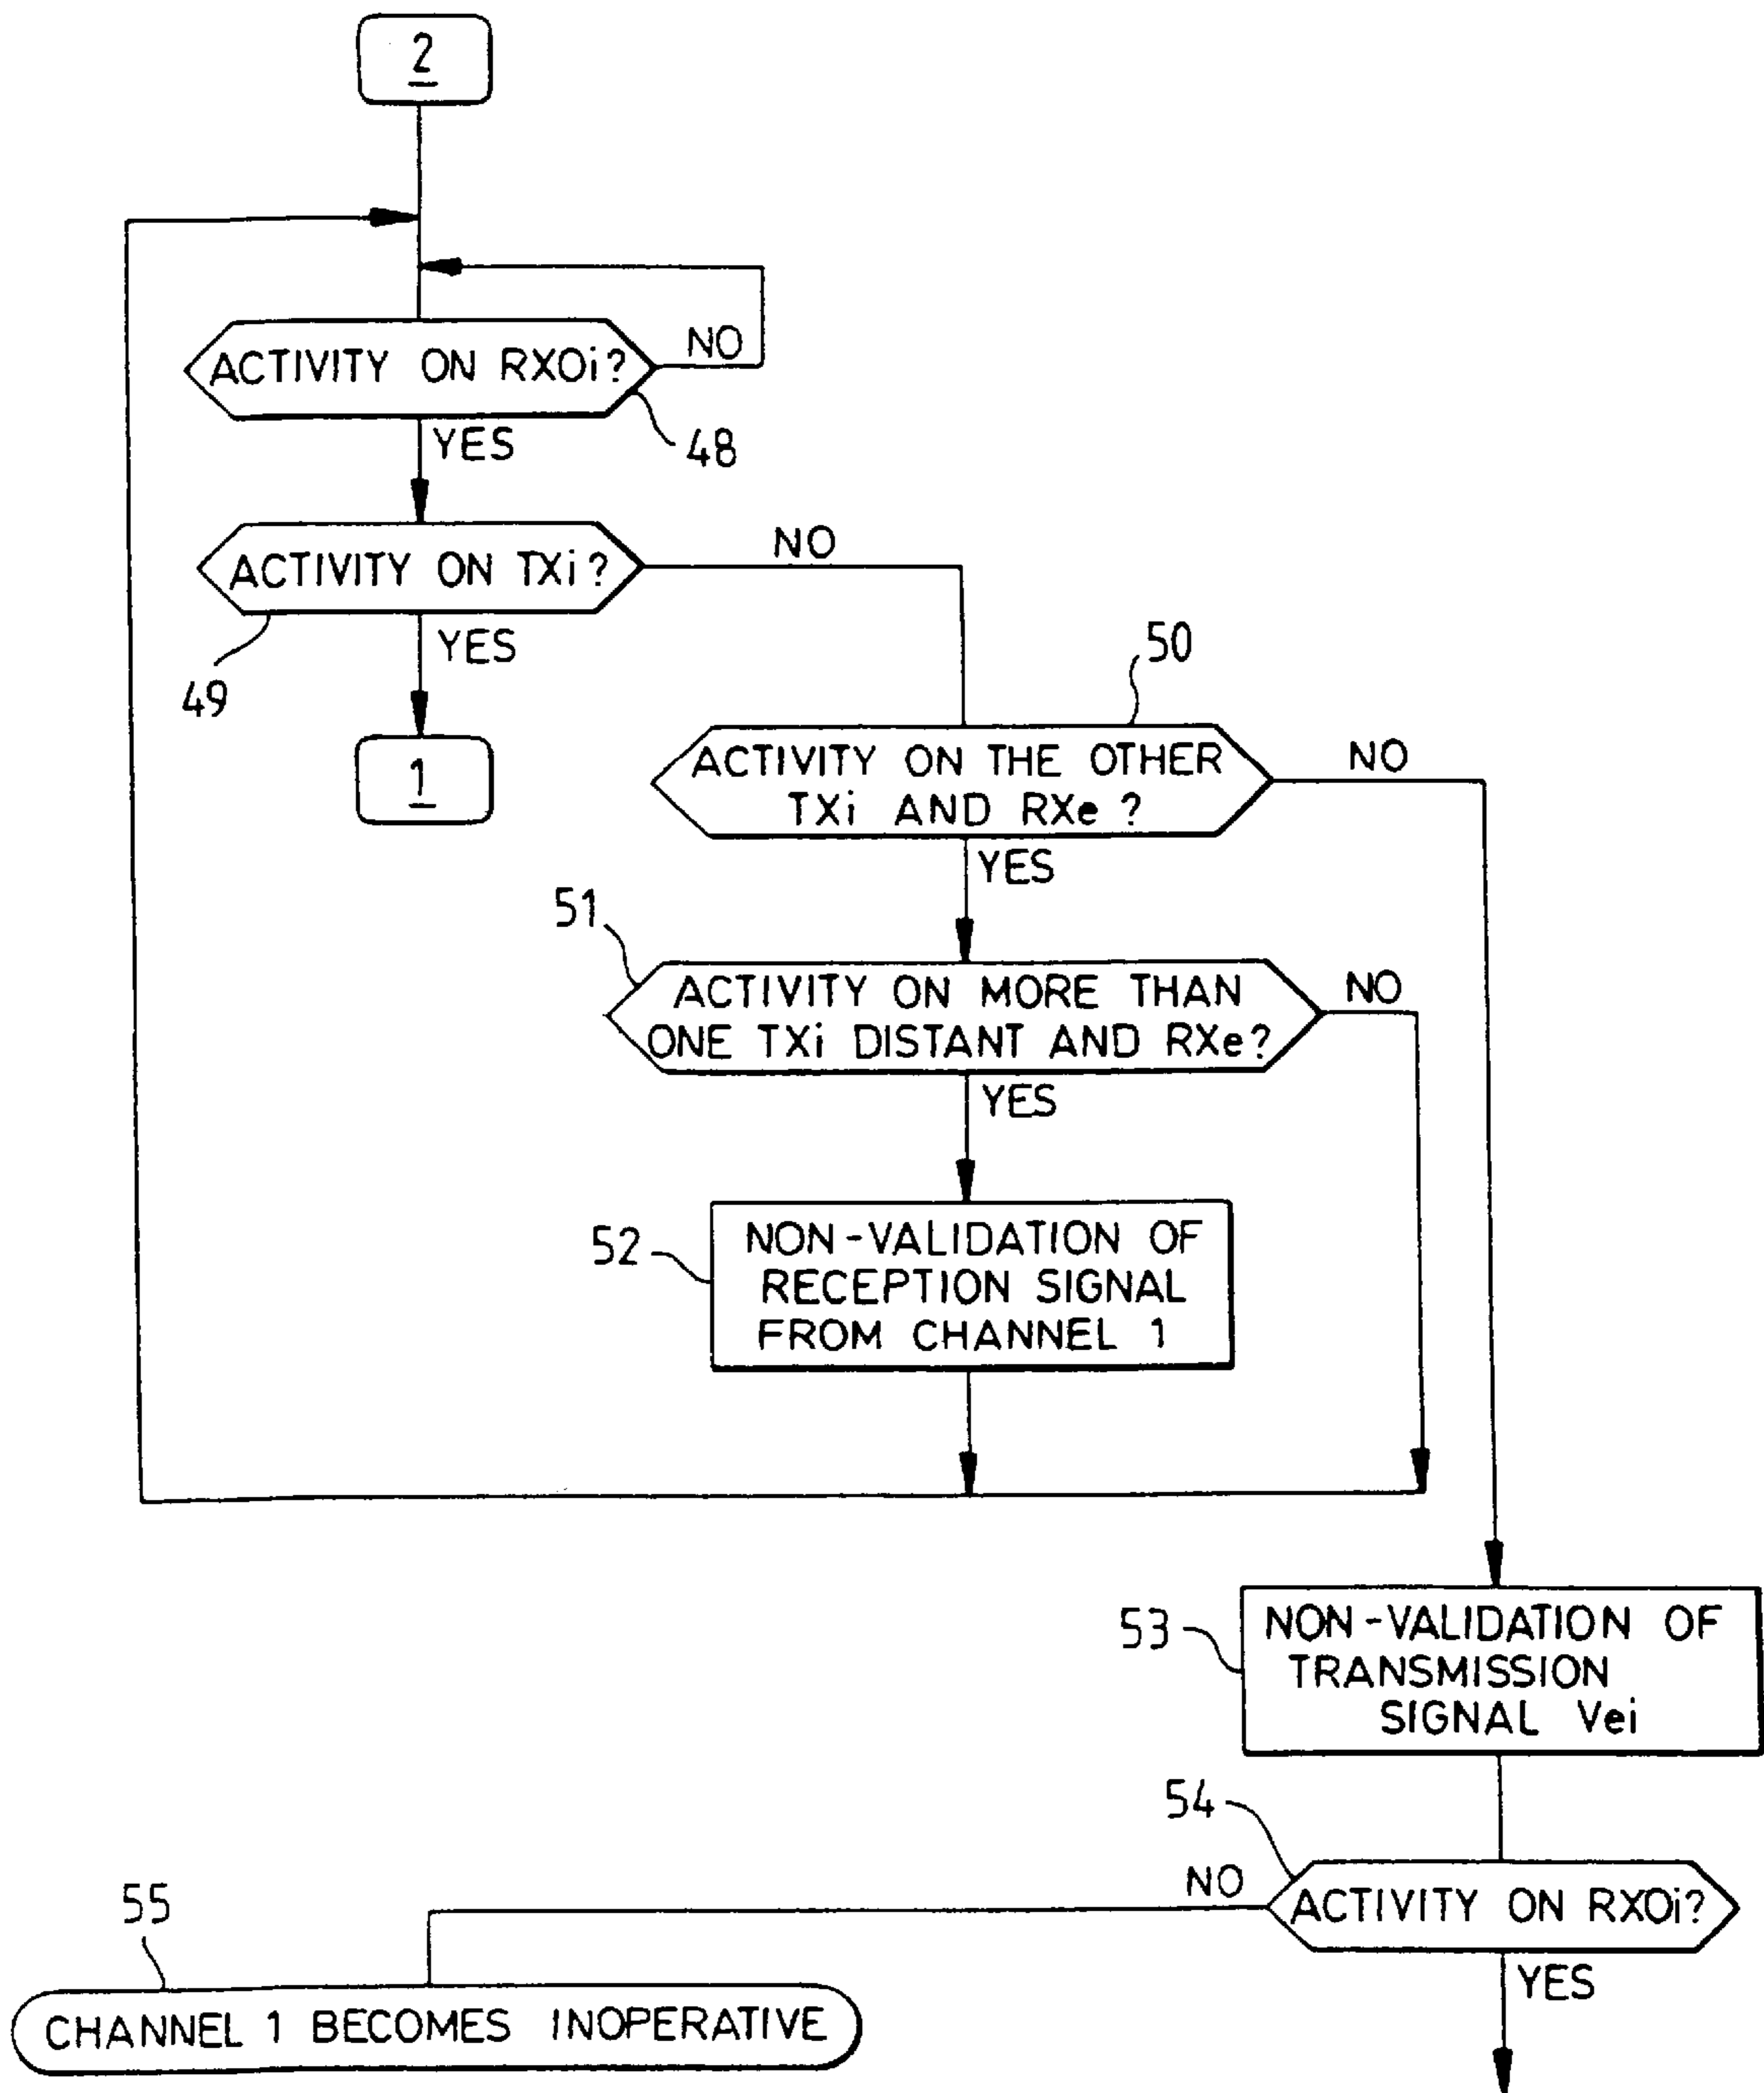 2
ACTIVITY ON RXOi?
NO
48
YES
ACTIVITY ON TXi?
NO
49
YES
1
50
ACTIVITY ON THE OTHER
TXi AND RXe ?
NO
YES
51
ACTIVITY ON MORE THAN
ONE TXi DISTANT AND RXe?
NO
YES
52
NON-VALIDATION OF
RECEPTION SIGNAL
FROM CHANNEL 1
53
NON-VALIDATION OF
TRANSMISSION
SIGNAL Vei
54
NO
ACTIVITY ON RXOi?
YES
55
CHANNEL 1 BECOMES INOPERATIVE